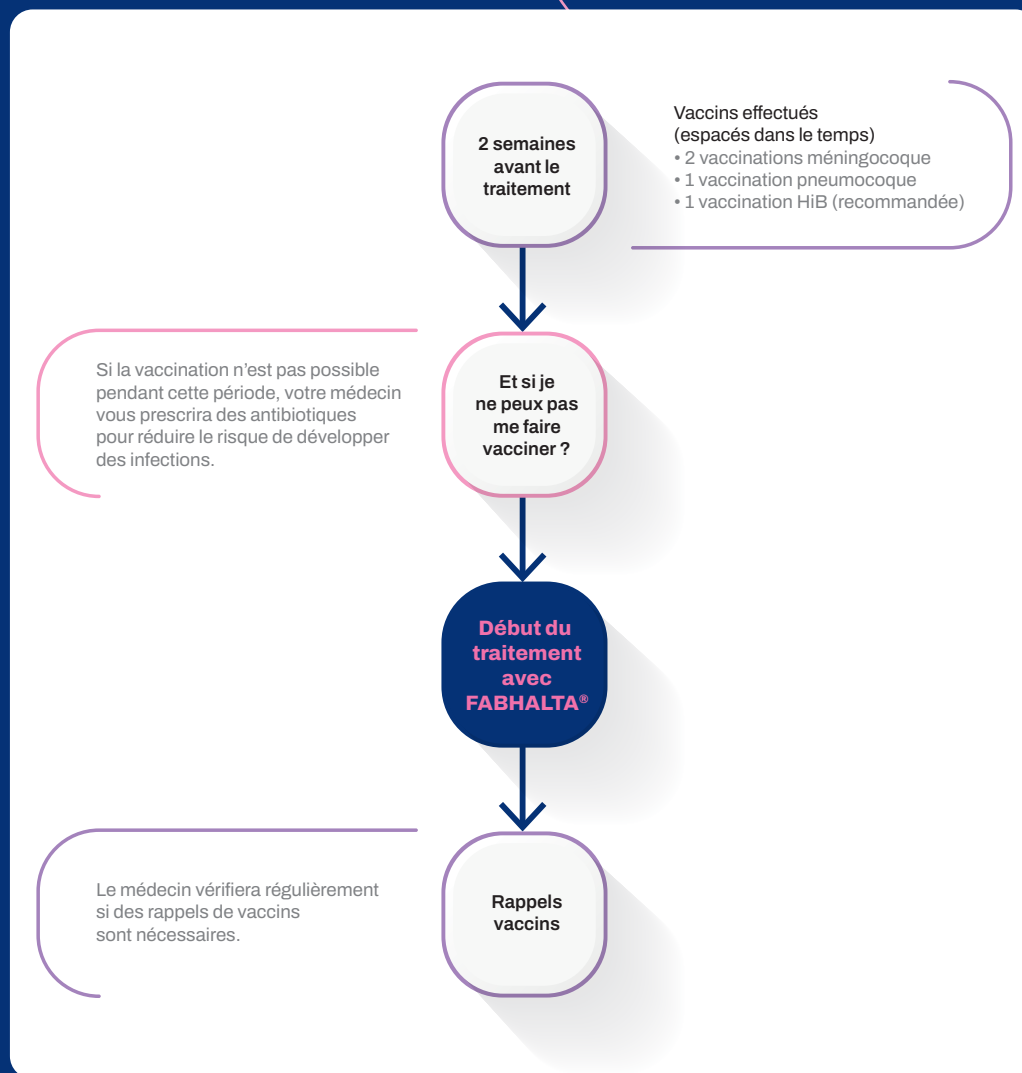 2 semaines
avant le
traitement
Vaccins effectués
(espacés dans le temps)
• 2 vaccinations méningocoque
• 1 vaccination pneumocoque
• 1 vaccination HiB (recommandée)
Si la vaccination n’est pas possible
pendant cette période, votre médecin
vous prescrira des antibiotiques
pour réduire le risque de développer
des infections.
Et si je
ne peux pas
me faire
vacciner ?
Début du
traitement
avec
FABHALTA®
Le médecin vérifiera régulièrement
si des rappels de vaccins
sont nécessaires.
Rappels
vaccins